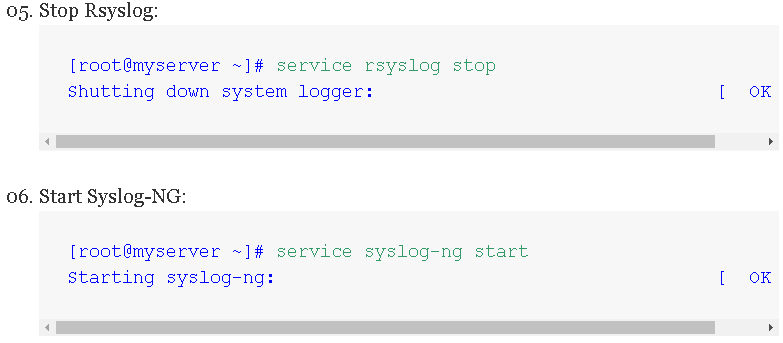 05. Stop Rsyslog:
[root@myserver ~]# service rsyslog stop
Shutting down system logger: [ OK
06. Start Syslog-NG:
[root@myserver ~]# service syslog-ng start
Starting syslog-ng: [ OK